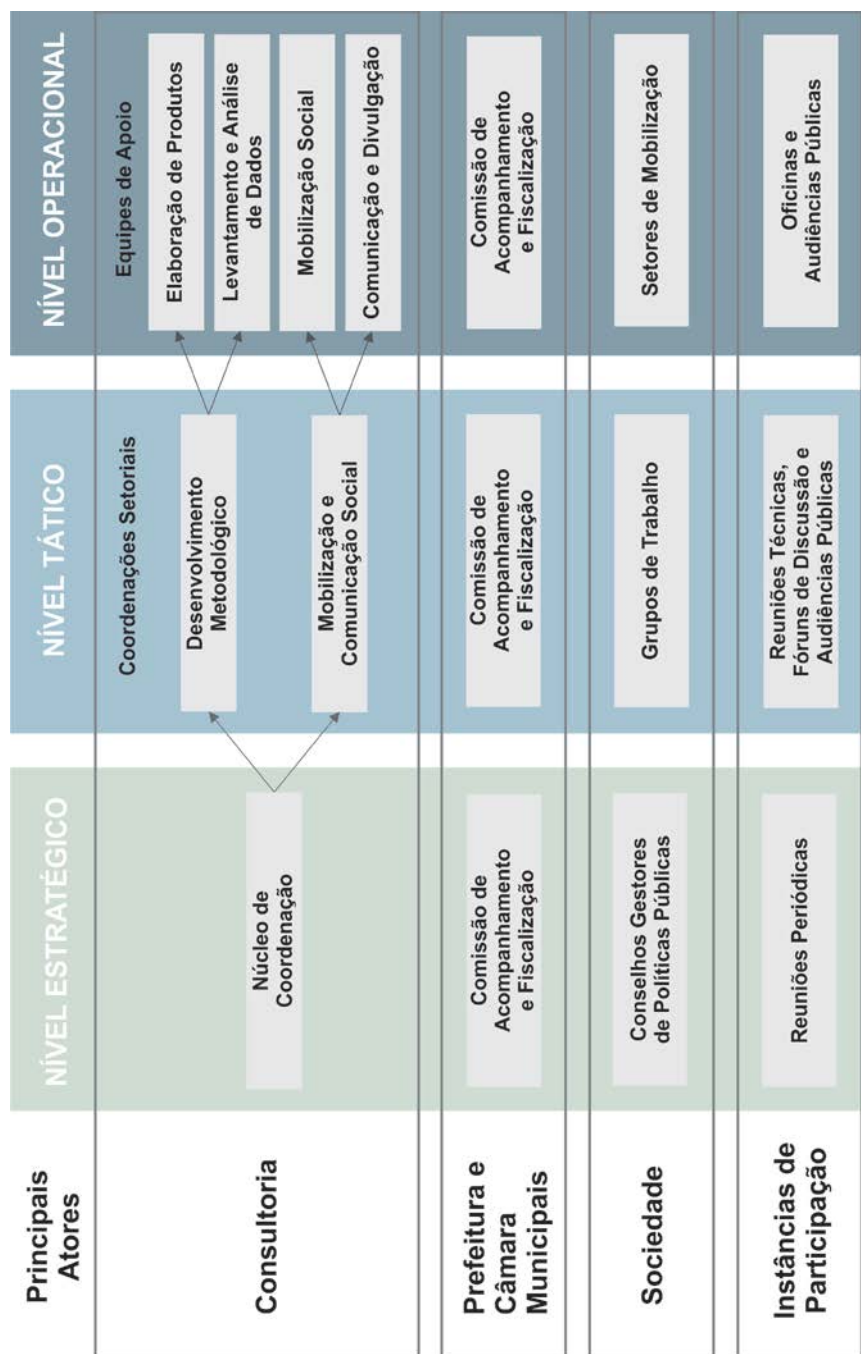 Principais
Atores
NÍVEL ESTRATÉGICO
NÍVEL TÁTICO
NÍVEL OPERACIONAL
Consultoria
Núcleo de
Coordenação
Coordenações Setoriais
Desenvolvimento
Metodológico
Mobilização e
Comunicação Social
Equipes de Apoio
Elaboração de Produtos
Levantamento e Análise
de Dados
Mobilização Social
Comunicação e Divulgação
Prefeitura e
Câmara
Municipais
Comissão de
Acompanhamento
e Fiscalização
Comissão de
Acompanhamento
e Fiscalização
Comissão de
Acompanhamento
e Fiscalização
Sociedade
Conselhos Gestores
de Políticas Públicas
Grupos de Trabalho
Setores de Mobilização
Instâncias de
Participação
Reuniões Periódicas
Reuniões Técnicas,
Fóruns de Discussão e
Audiências Públicas
Oficinas e
Audiências Públicas